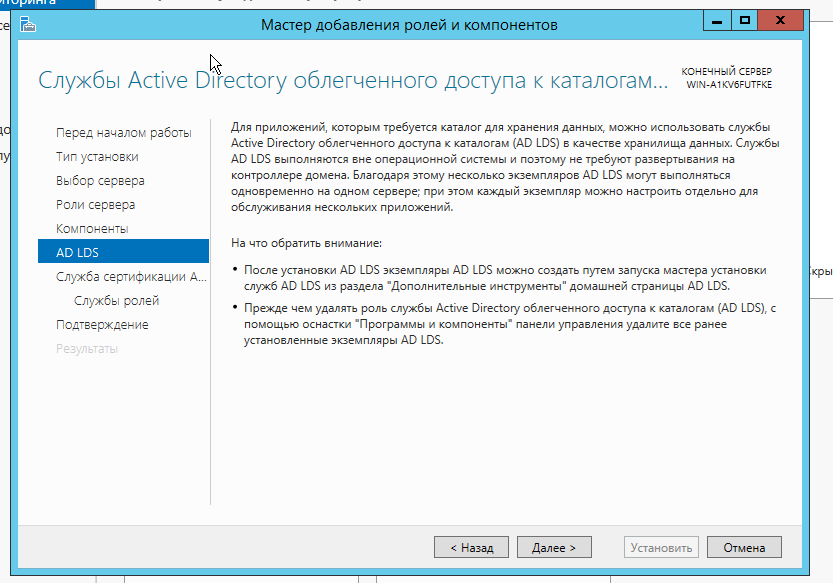 иторинга
Мастер добавления ролей и компонентов
Службы Active Directory облегченного доступа к каталогам...
КОНЕЧНЫЙ СЕРВЕР
WIN-A1KV6FUTFKE
Перед началом работы
Тип установки
Выбор сервера
Роли сервера
Компоненты
AD LDS
Служба сертификации A...
Службы ролей
Подтверждение
Результаты
Для приложений, которым требуется каталог для хранения данных, можно использовать службы
Active Directory облегченного доступа к каталогам (AD LDS) в качестве хранилища данных. Службы
AD LDS выполняются вне операционной системы и поэтому не требуют развертывания на
контроллере домена. Благодаря этому несколько экземпляров AD LDS могут выполняться
одновременно на одном сервере; при этом каждый экземпляр можно настроить отдельно для
обслуживания нескольких приложений.
На что обратить внимание:
• После установки AD LDS экземпляры AD LDS можно создать путем запуска мастера установки
служб AD LDS из раздела "Дополнительные инструменты" домашней страницы AD LDS.
• Прежде чем удалять роль службы Active Directory облегченного доступа к каталогам (AD LDS), с
помощью оснастки "Программы и компоненты" панели управления удалите все ранее
установленные экземпляры AD LDS.
< Назад
Далее >
Установить
Отмена